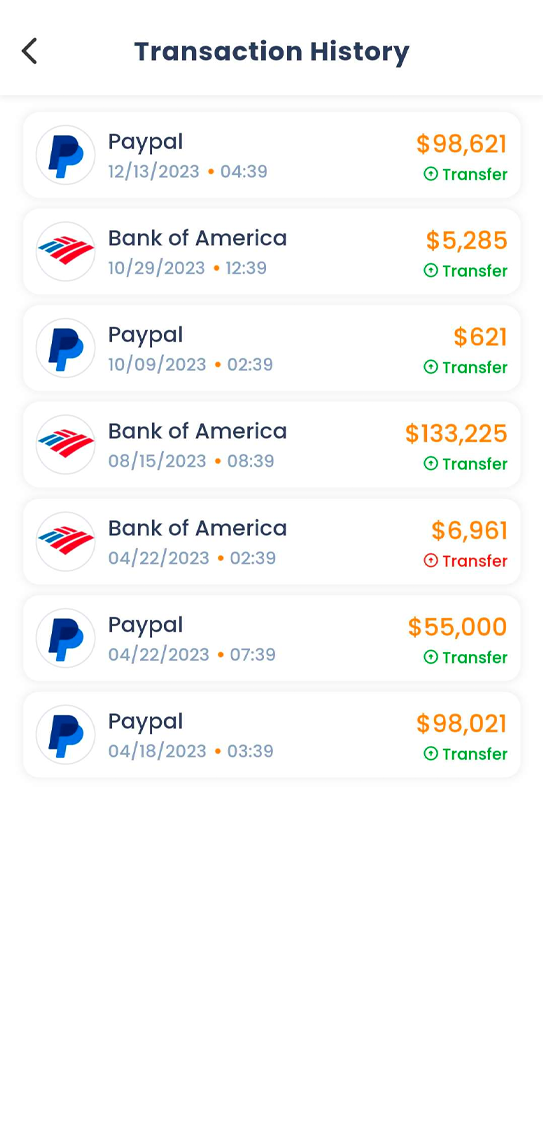 Transaction History
Paypal
$98,621
12/13/2023 • 04:39
Transfer
Bank of America
$5,285
10/29/2023 • 12:39
Transfer
Paypal
$621
10/09/2023 • 02:39
Transfer
Bank of America
$133,225
08/15/2023 • 08:39
Transfer
Bank of America
$6,961
04/22/2023 • 02:39
Transfer
Paypal
$55,000
04/22/2023 • 07:39
Transfer
Paypal
$98,021
04/18/2023 • 03:39
Transfer